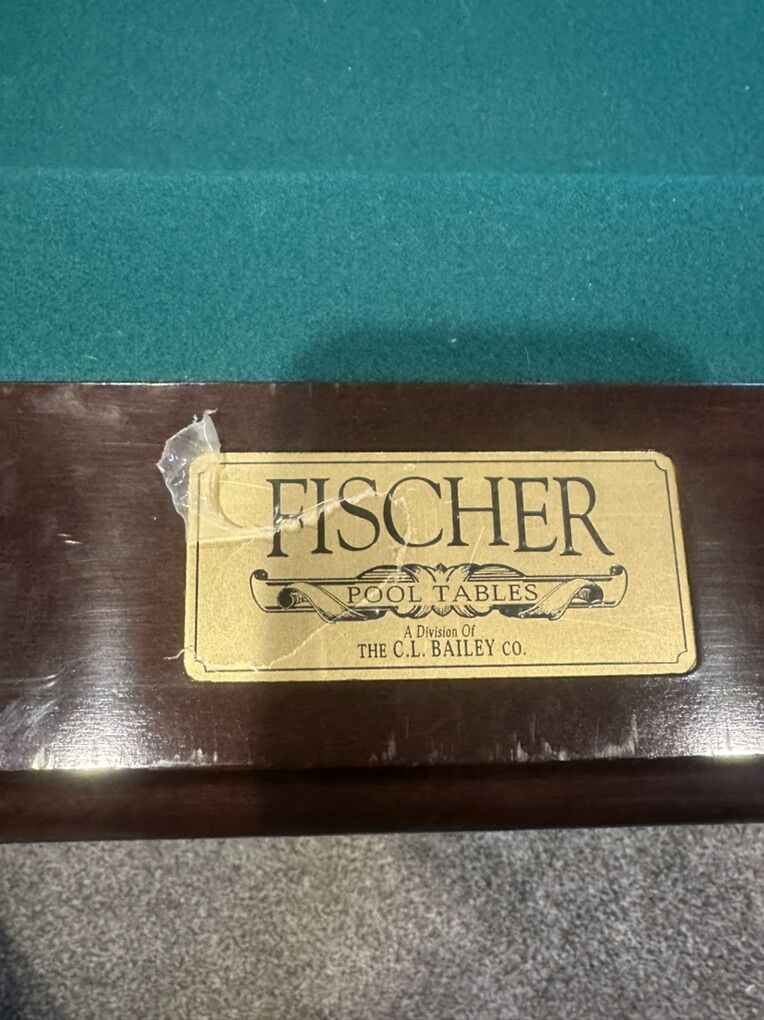 FISCHER
POOL TABLES
A Division Of
THE C.L. BAILEY CO.